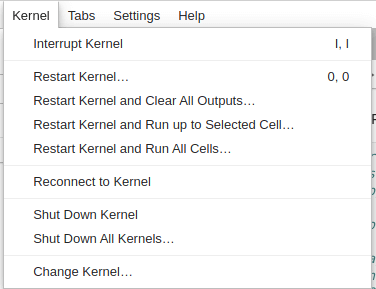 Kernel Tabs Settings Help
Interrupt Kernel I, I
Restart Kernel… 0, 0
Restart Kernel and Clear All Outputs…
Restart Kernel and Run up to Selected Cell…
Restart Kernel and Run All Cells…
Reconnect to Kernel
Shut Down Kernel
Shut Down All Kernels…
Change Kernel…